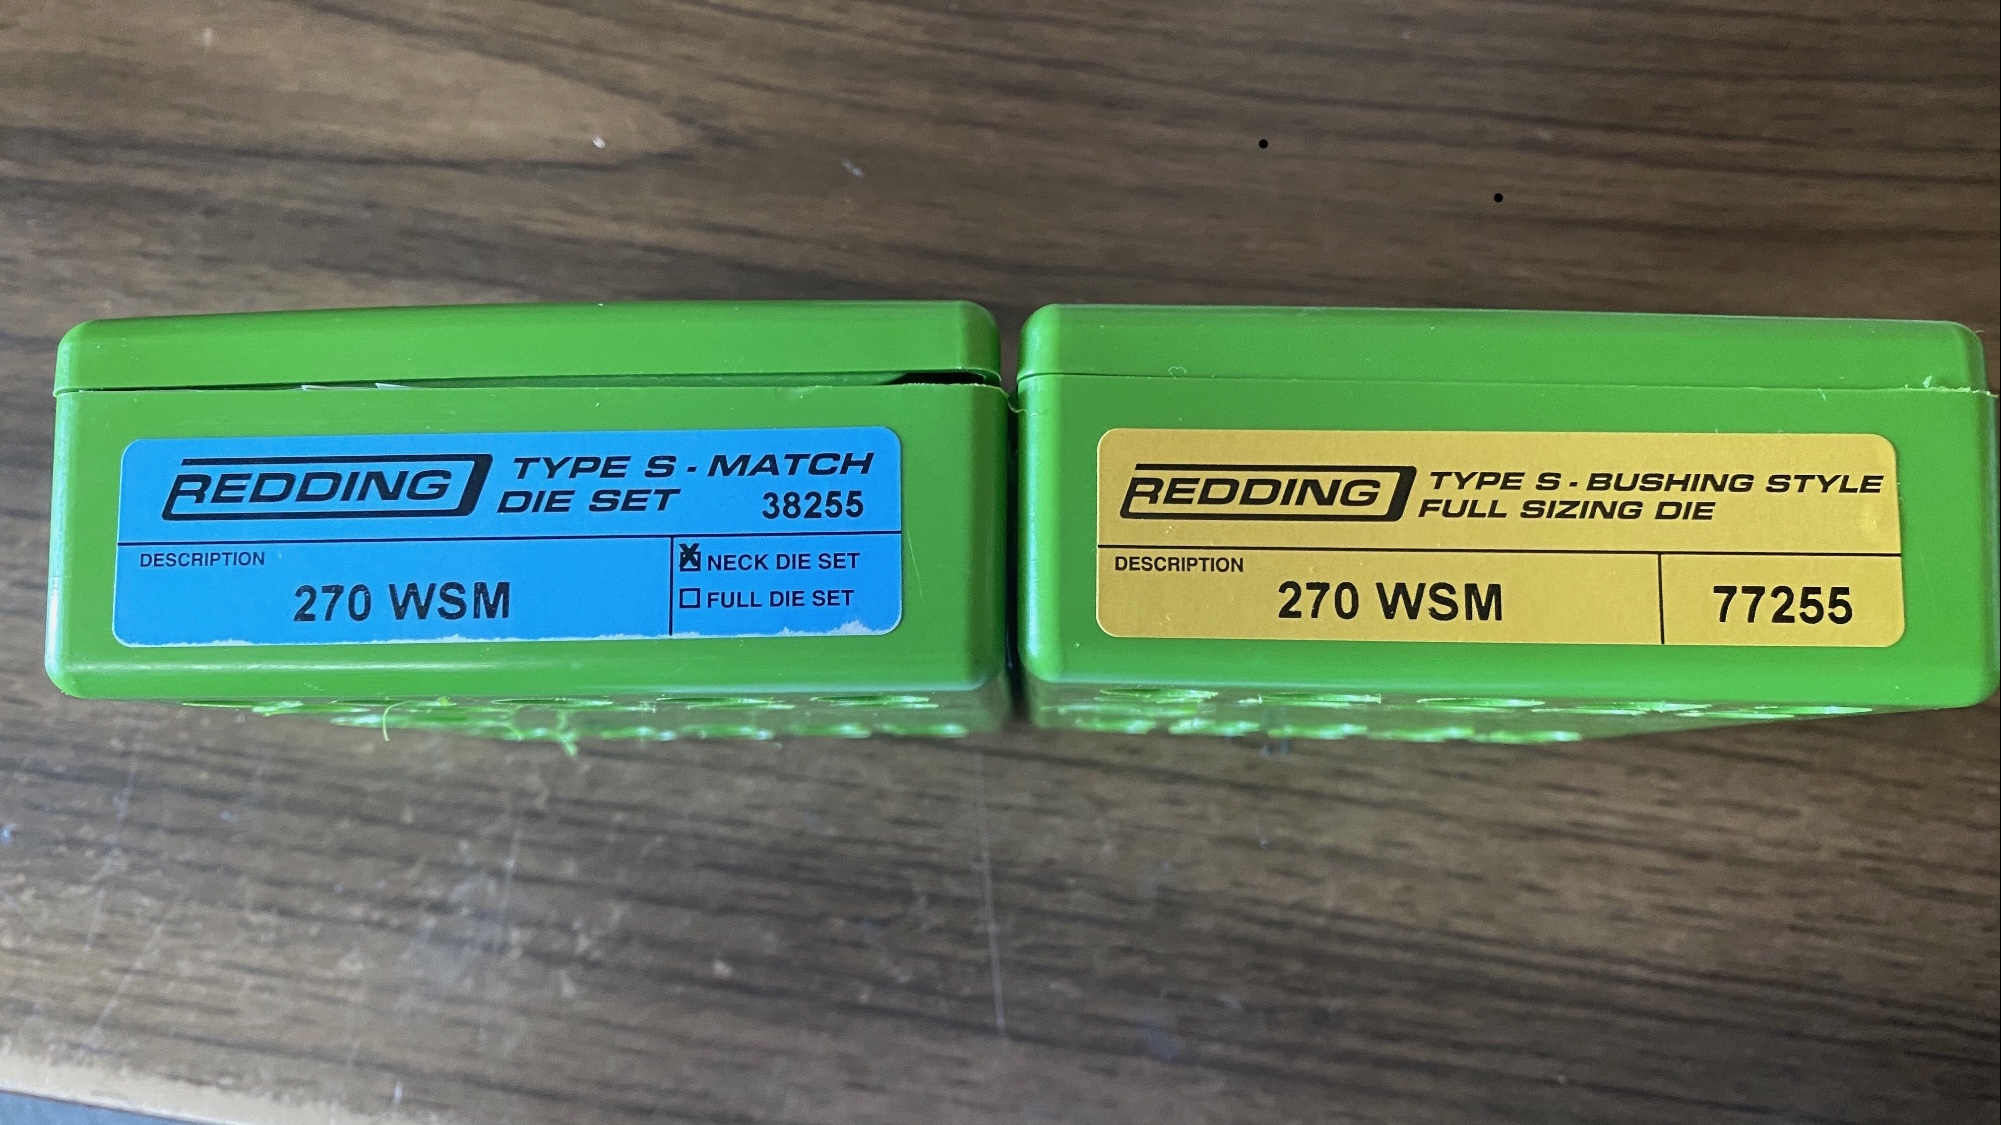 REDDING TYPE S - MATCH
DIE SET 38255
DESCRIPTION
270 WSM
X NECK DIE SET
FULL DIE SET
REDDING TYPE S - BUSHING STYLE
FULL SIZING DIE
DESCRIPTION
270 WSM
77255